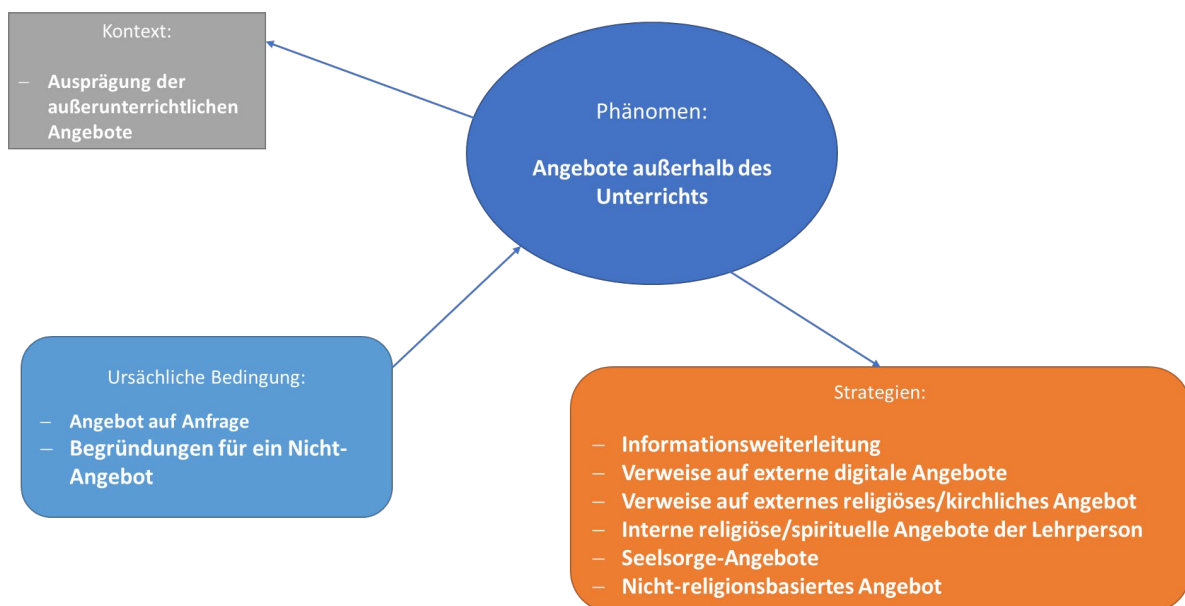 Kontext:
– Ausprägung der
außerunterrichtlichen
Angebote
Phänomen:
Angebote außerhalb des
Unterrichts
Ursächliche Bedingung:
– Angebot auf Anfrage
– Begründungen für ein Nicht-
Angebot
Strategien:
– Informationsweiterleitung
– Verweise auf externe digitale Angebote
– Verweise auf externes religiöses/kirchliches Angebot
– Interne religiöse/spirituelle Angebote der Lehrperson
– Seelsorge-Angebote
– Nicht-religionsbasiertes Angebot